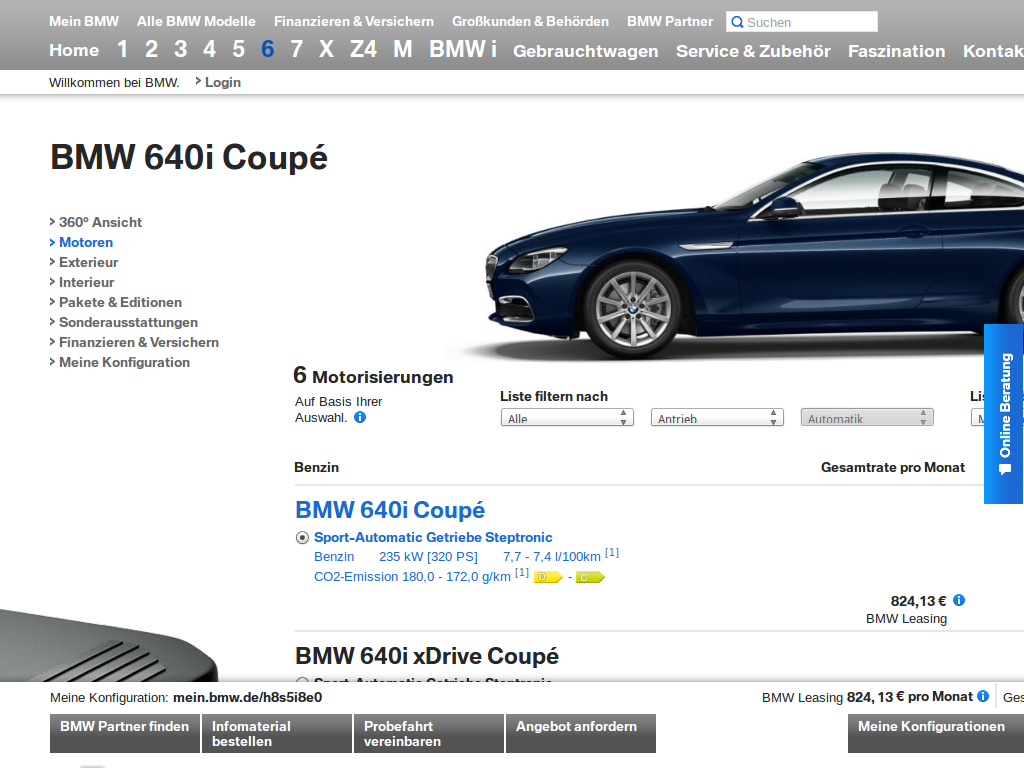 Mein BMW Alle BMW Modelle Finanzieren & Versichern Großkunden & Behörden BMW Partner Suchen
Home 1 2 3 4 5 6 7 X Z4 M BMW i Gebrauchtwagen Service & Zubehör Faszination Kontak
Willkommen bei BMW. Login
BMW 640i Coupé
360º Ansicht
Motoren
Exterieur
Interieur
Pakete & Editionen
Sonderausstattungen
Finanzieren & Versichern
Meine Konfiguration
Online Beratung
6 Motorisierungen
Auf Basis Ihrer
Auswahl.
Liste filtern nach
Alle Antrieb Automatik
Benzin Gesamtrate pro Monat
BMW 640i Coupé
Sport-Automatic Getriebe Steptronic
Benzin 235 kW [320 PS] 7,7 - 7,4 l/100km [1]
CO2-Emission 180,0 - 172,0 g/km [1] D - C
824,13 €
BMW Leasing
BMW 640i xDrive Coupé
Sport-Automatic Getriebe Steptronic
Meine Konfiguration: mein.bmw.de/h8s5i8e0 BMW Leasing 824,13 € pro Monat Ges
BMW Partner finden
Infomaterial
bestellen
Probefahrt
vereinbaren
Angebot anfordern
Meine Konfigurationen